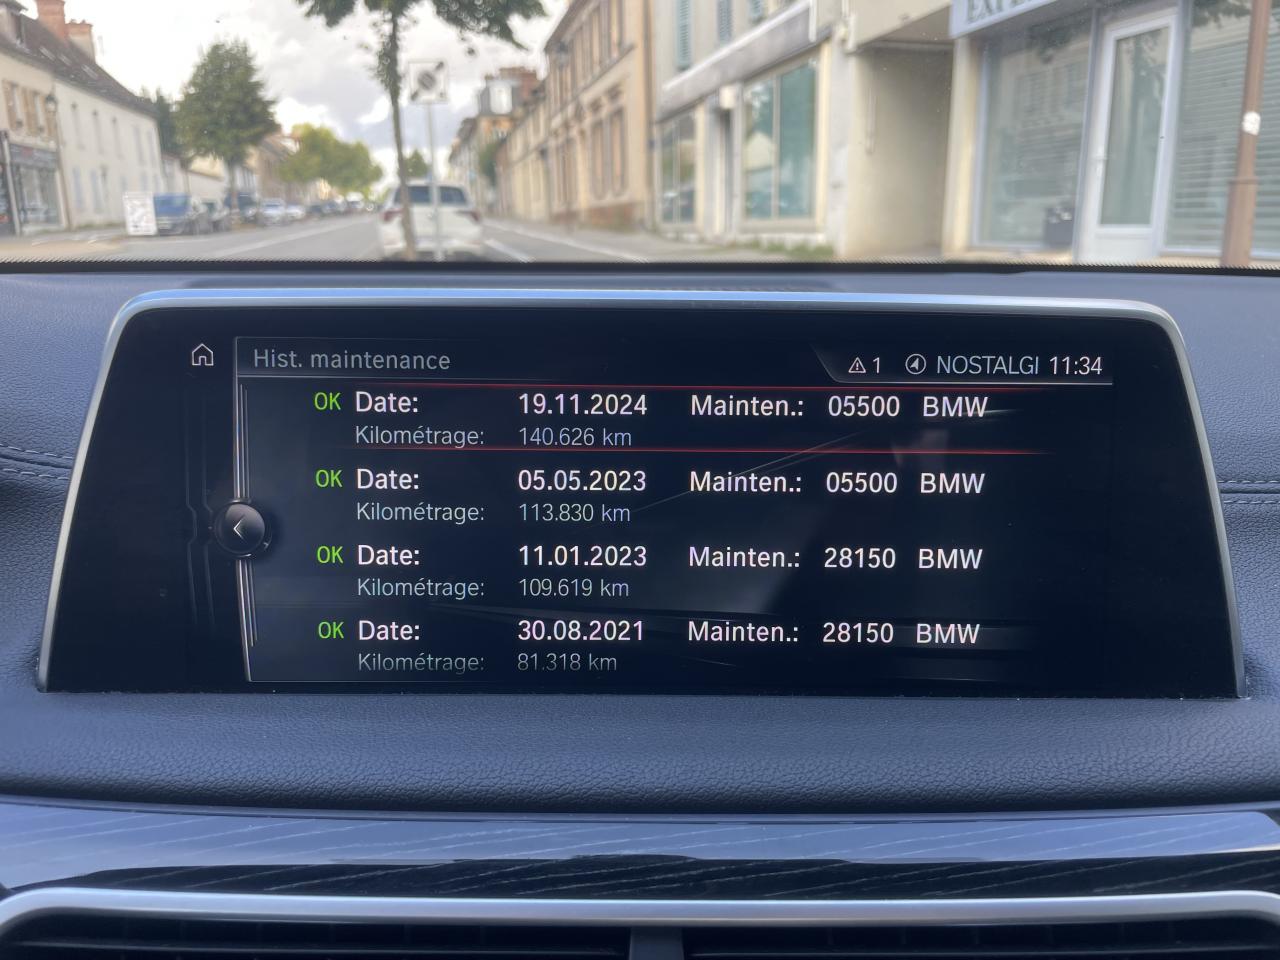 Hist. maintenance
1 NOSTALGI 11:34
OK Date: 19.11.2024 Mainten.: 05500 BMW
Kilométrage: 140.626 km
OK Date: 05.05.2023 Mainten.: 05500 BMW
Kilométrage: 113.830 km
OK Date: 11.01.2023 Mainten.: 28150 BMW
Kilométrage: 109.619 km
OK Date: 30.08.2021 Mainten.: 28150 BMW
Kilométrage: 81.318 km